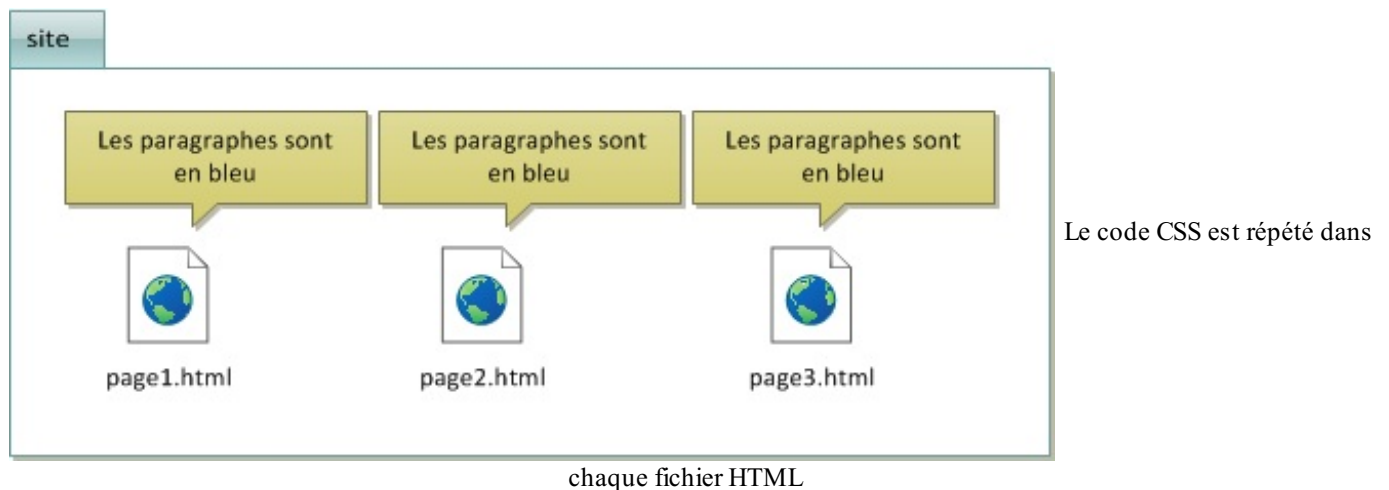 site
Les paragraphes sont
en bleu
Les paragraphes sont
en bleu
Les paragraphes sont
en bleu
page1.html
page2.html
page3.html
Le code CSS est répété dans
chaque fichier HTML